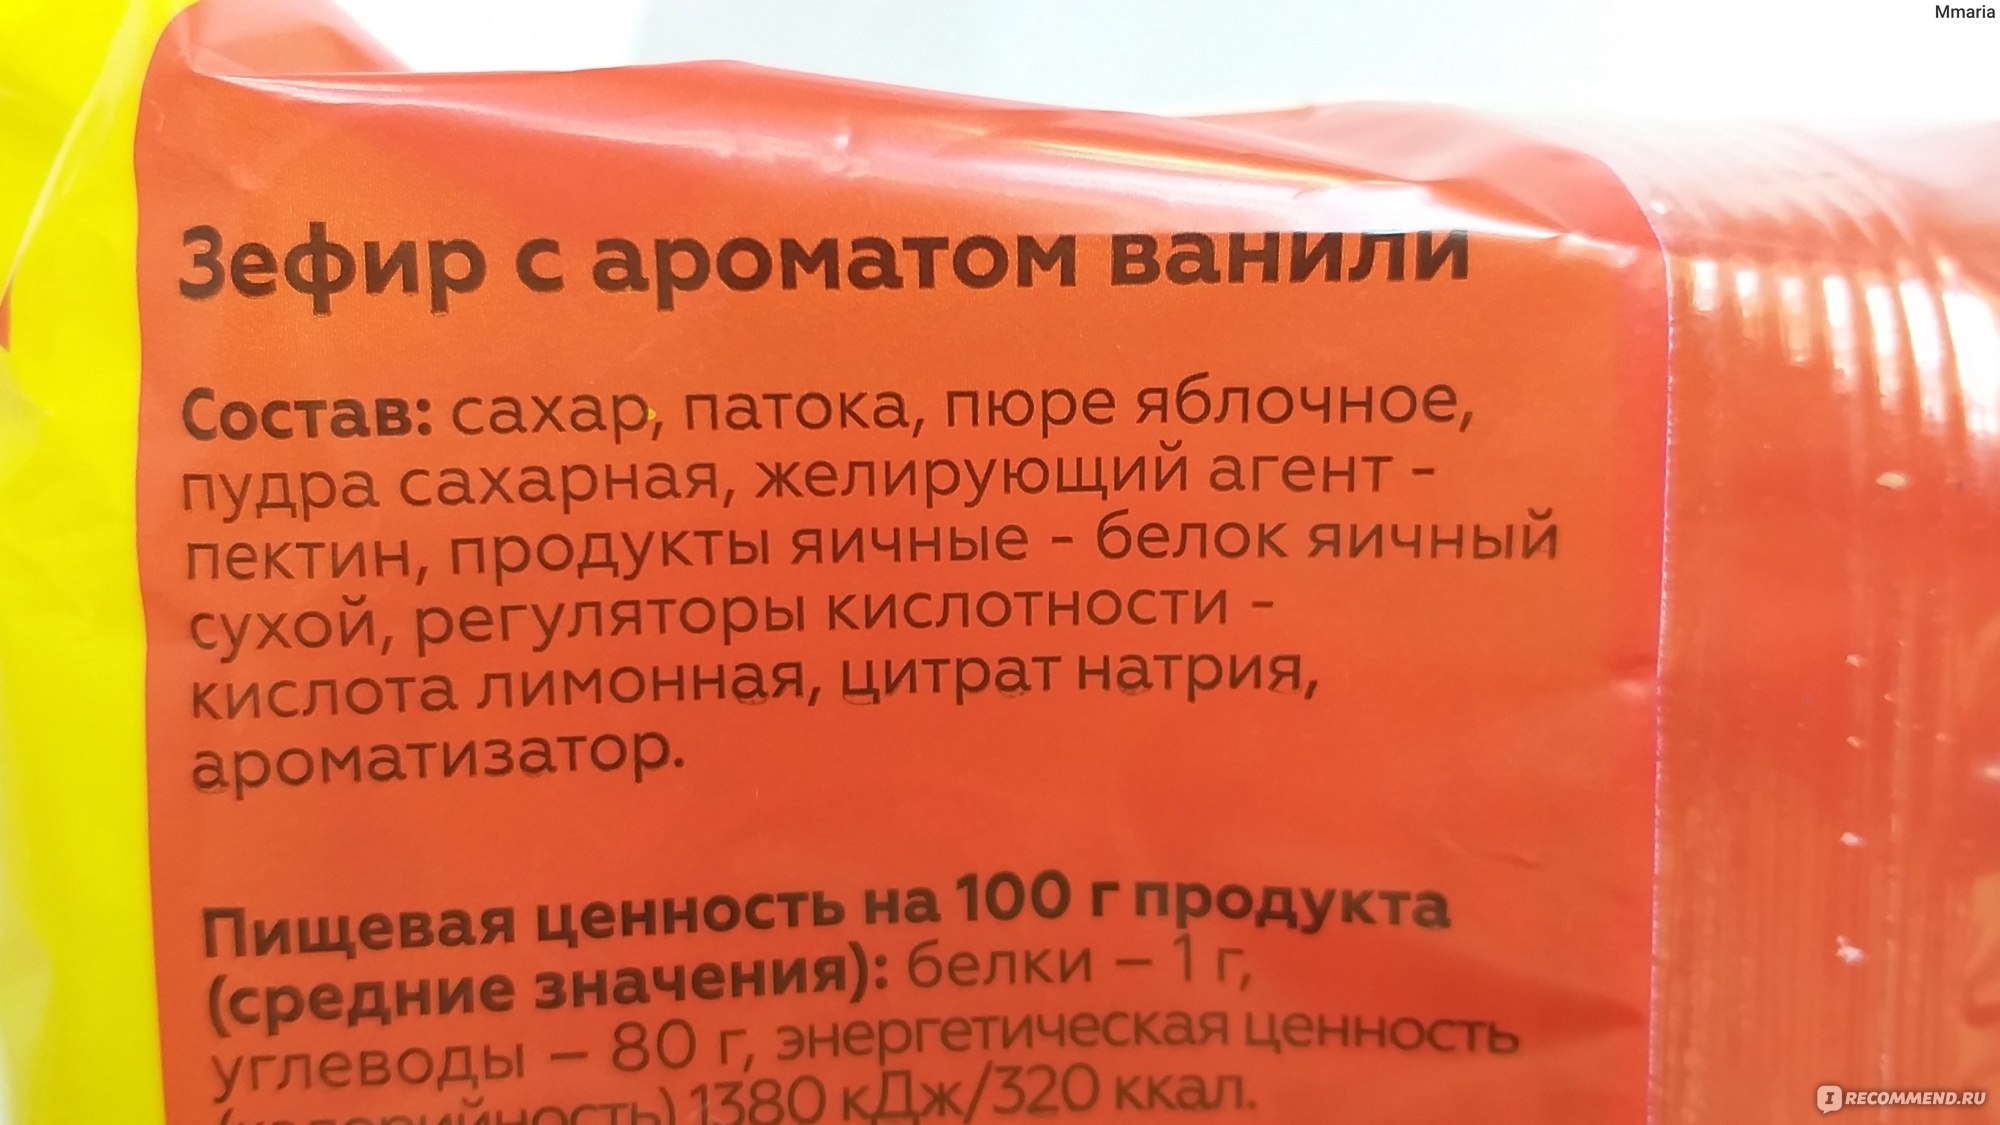 Mmaria
Зефир с ароматом ванили
Состав: сахар, патока, пюре яблочное,
пудра сахарная, желирующий агент -
пектин, продукты яичные - белок яичный
сухой, регуляторы кислотности -
кислота лимонная, цитрат натрия,
ароматизатор.
Пищевая ценность на 100 г продукта
(средние значения): белки – 1 г,
углеводы – 80 г, энергетическая ценность
(калорийность) 1380 кДж/320 ккал.
IRECOMMEND.RU